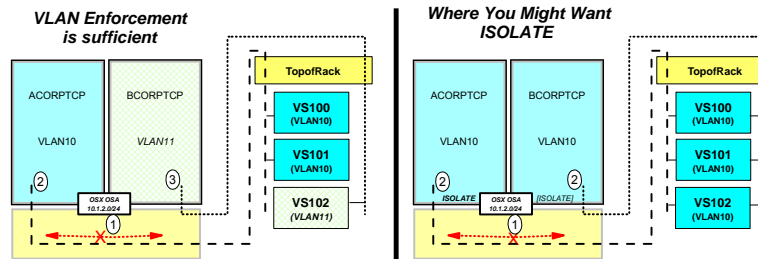 VLAN Enforcement
is sufficient
TopofRack
ACORPTCP
BCORPTCP
VS100
(VLAN10)
VLAN10
VLAN11
VS101
(VLAN10)
2
3
OSX OSA
10.1.2.0/24
VS102
(VLAN11)
1
X
Where You Might Want
ISOLATE
TopofRack
ACORPTCP
BCORPTCP
VS100
(VLAN10)
VLAN10
VLAN10
VS101
(VLAN10)
2
2
ISOLATE
OSX OSA
10.1.2.0/24
[ISOLATE]
VS102
(VLAN10)
1
X